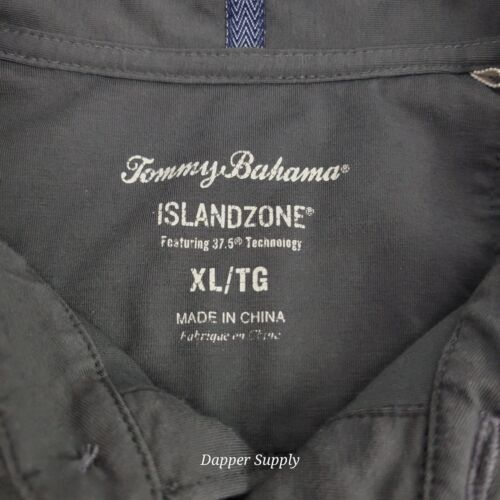 Tommy Bahama®
ISLANDZONE®
Featuring 37.5® Technology
XL/TG
MADE IN CHINA
Fabriqué en Chine
Dapper Supply